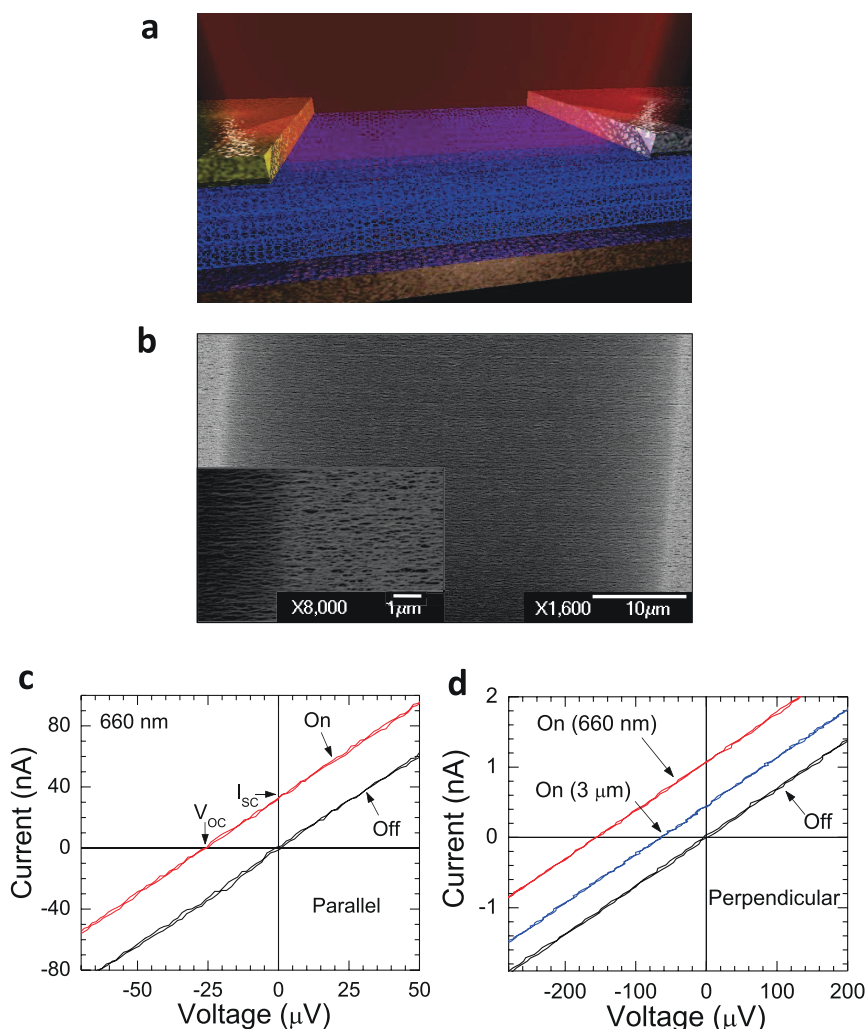 a
b
X8,000 1μm
X1,600 10μm
c
660 nm
On
I_SC
V_OC
Off
Parallel
Current (nA)
80
40
0
-40
-80
-50 -25 0 25 50
Voltage (μV)
d
On (660 nm)
On (3 μm)
Off
Perpendicular
Current (nA)
2
1
0
-1
-200 -100 0 100 200
Voltage (μV)